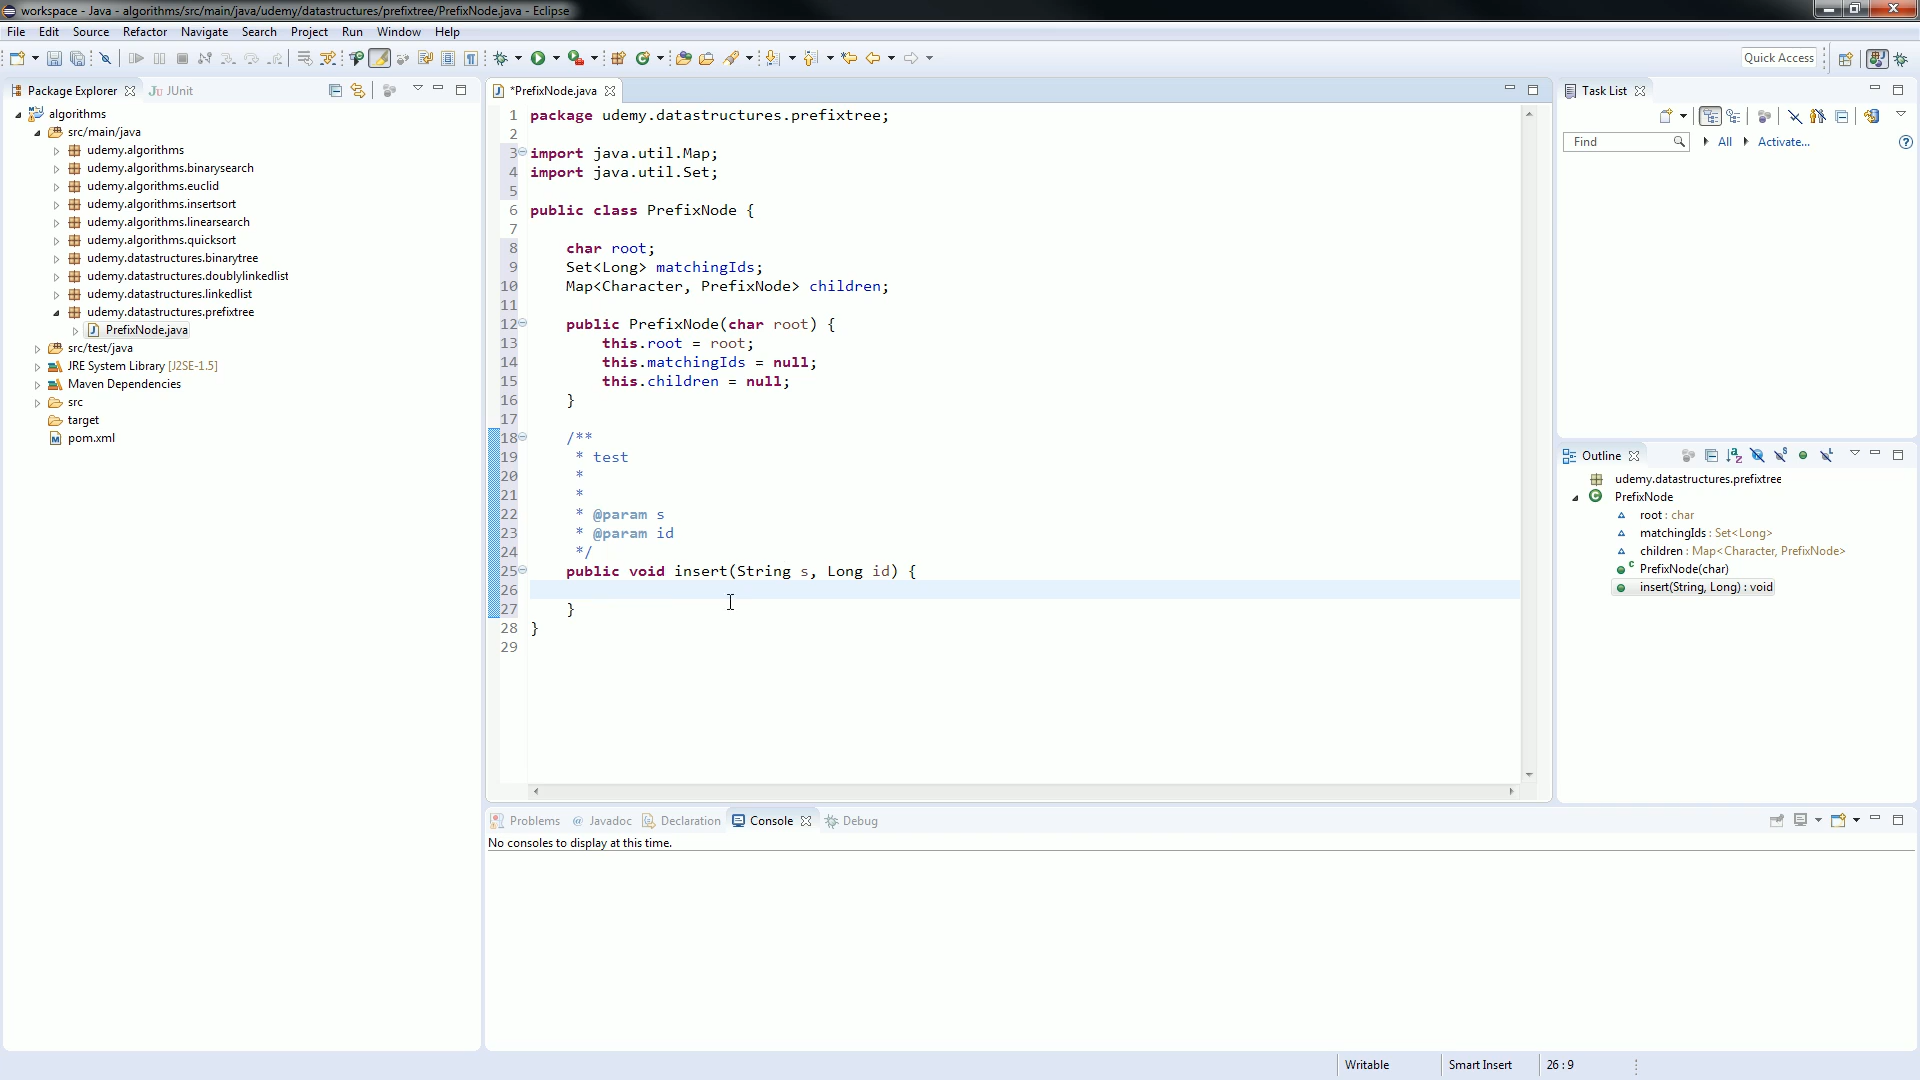 workspace - Java - algorithms/src/main/java/udemy/datastructures/prefixtree/PrefixNode.java - Eclipse
File Edit Source Refactor Navigate Search Project Run Window Help
Quick Access
Package Explorer JUnit
algorithms
src/main/java
udemy.algorithms
udemy.algorithms.binarysearch
udemy.algorithms.euclid
udemy.algorithms.insertsort
udemy.algorithms.linearsearch
udemy.algorithms.quicksort
udemy.datastructures.binarytree
udemy.datastructures.doublylinkedlist
udemy.datastructures.linkedlist
udemy.datastructures.prefixtree
PrefixNode.java
src/test/java
JRE System Library [J2SE-1.5]
Maven Dependencies
src
target
pom.xml
*PrefixNode.java
1 package udemy.datastructures.prefixtree;
2
3 import java.util.Map;
4 import java.util.Set;
5
6 public class PrefixNode {
7
8 char root;
9 Set<Long> matchingIds;
10 Map<Character, PrefixNode> children;
11
12 public PrefixNode(char root) {
13 this.root = root;
14 this.matchingIds = null;
15 this.children = null;
16 }
17
18 /**
19 * test
20 *
21 *
22 * @param s
23 * @param id
24 */
25 public void insert(String s, Long id) {
26
27 }
28 }
29
Task List
Find All Activate...
Outline
udemy.datastructures.prefixtree
PrefixNode
root : char
matchingIds : Set<Long>
children : Map<Character, PrefixNode>
PrefixNode(char)
insert(String, Long) : void
Problems @ Javadoc Declaration Console Debug
No consoles to display at this time.
Writable Smart Insert 26 : 9